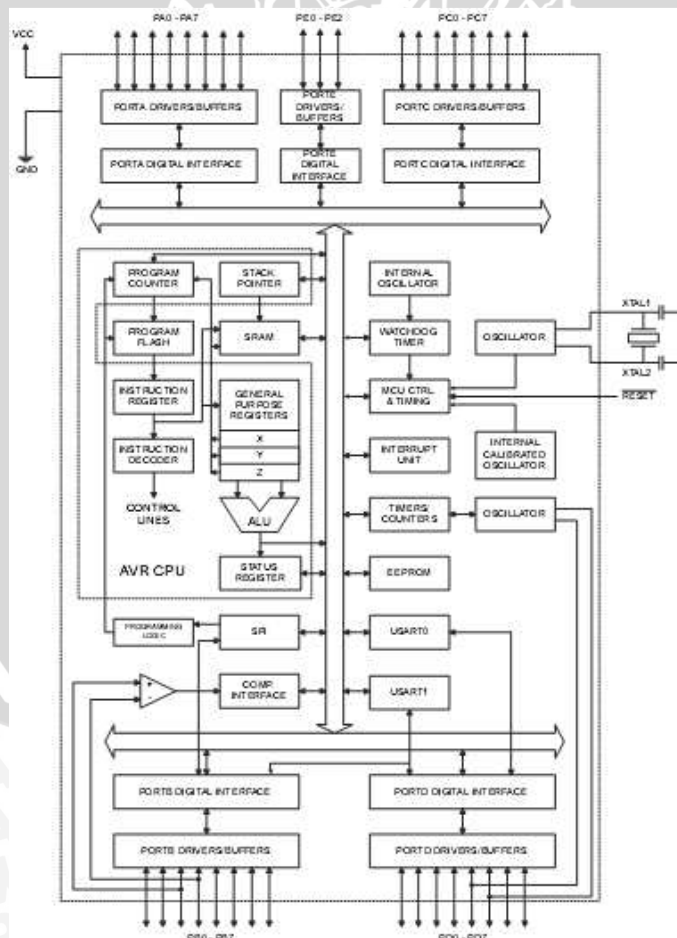 PA0 - PA7
PE0 - PE2
PC0 - PC7
VCC
GND
PORTA DRIVERS/BUFFERS
PORTE
DRIVERS/
BUFFERS
PORTC DRIVERS/BUFFERS
PORTA DIGITAL INTERFACE
PORTE
DIGITAL
INTERFACE
PORTC DIGITAL INTERFACE
PROGRAM
COUNTER
STACK
POINTER
INTERNAL
OSCILLATOR
XTAL1
PROGRAM
FLASH
SRAM
WATCHDOG
TIMER
OSCILLATOR
XTAL2
INSTRUCTION
REGISTER
GENERAL
PURPOSE
REGISTERS
MCU CTRL
& TIMING
RESET
X
Y
Z
INSTRUCTION
DECODER
INTERRUPT
UNIT
INTERNAL
CALIBRATED
OSCILLATOR
CONTROL
LINES
ALU
TIMERS/
COUNTERS
OSCILLATOR
AVR CPU
STATUS
REGISTER
EEPROM
PROGRAMMING
LOGIC
SPI
USART0
+
-
COMP.
INTERFACE
USART1
PORTB DIGITAL INTERFACE
PORTD DIGITAL INTERFACE
PORTB DRIVERS/BUFFERS
PORTD DRIVERS/BUFFERS
PB0 - PB7
PD0 - PD7